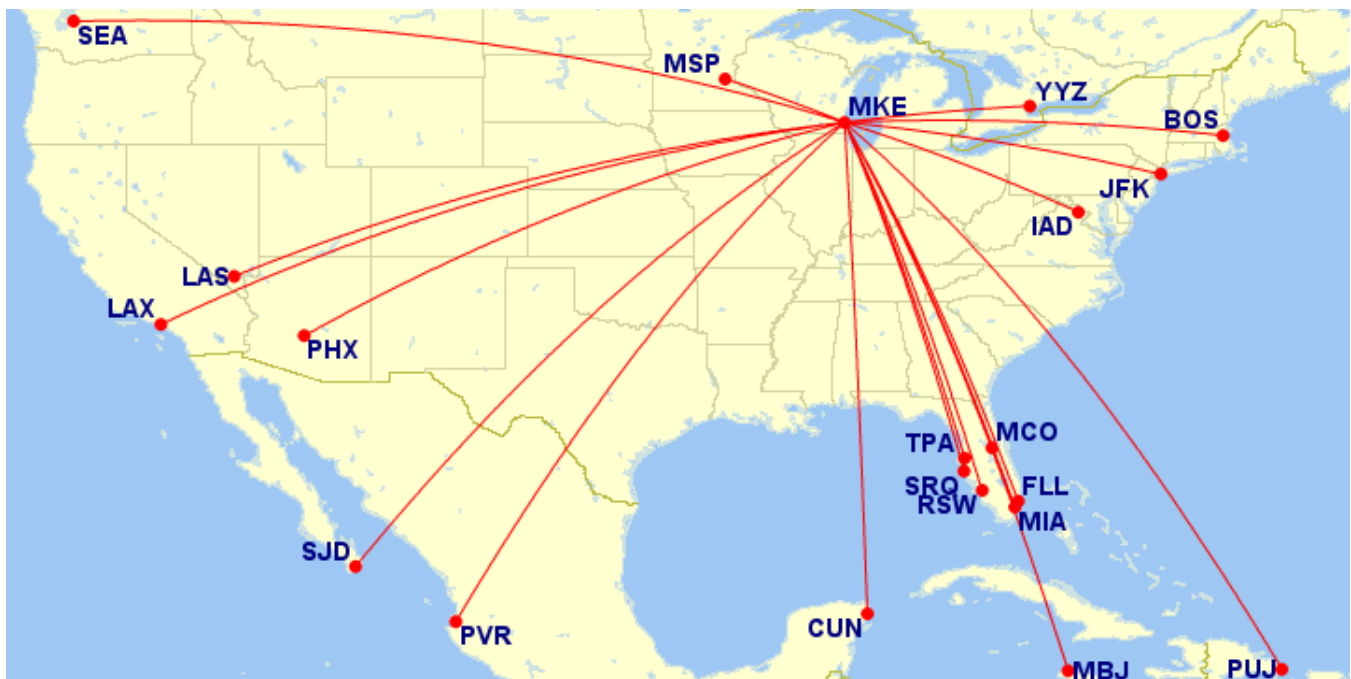 SEA
MSP
MKE
YYZ
BOS
JFK
IAD
LAS
LAX
PHX
MCO
TPA
SRQ
FLL
RSW
MIA
SJD
CUN
PVR
MBJ
PUJ